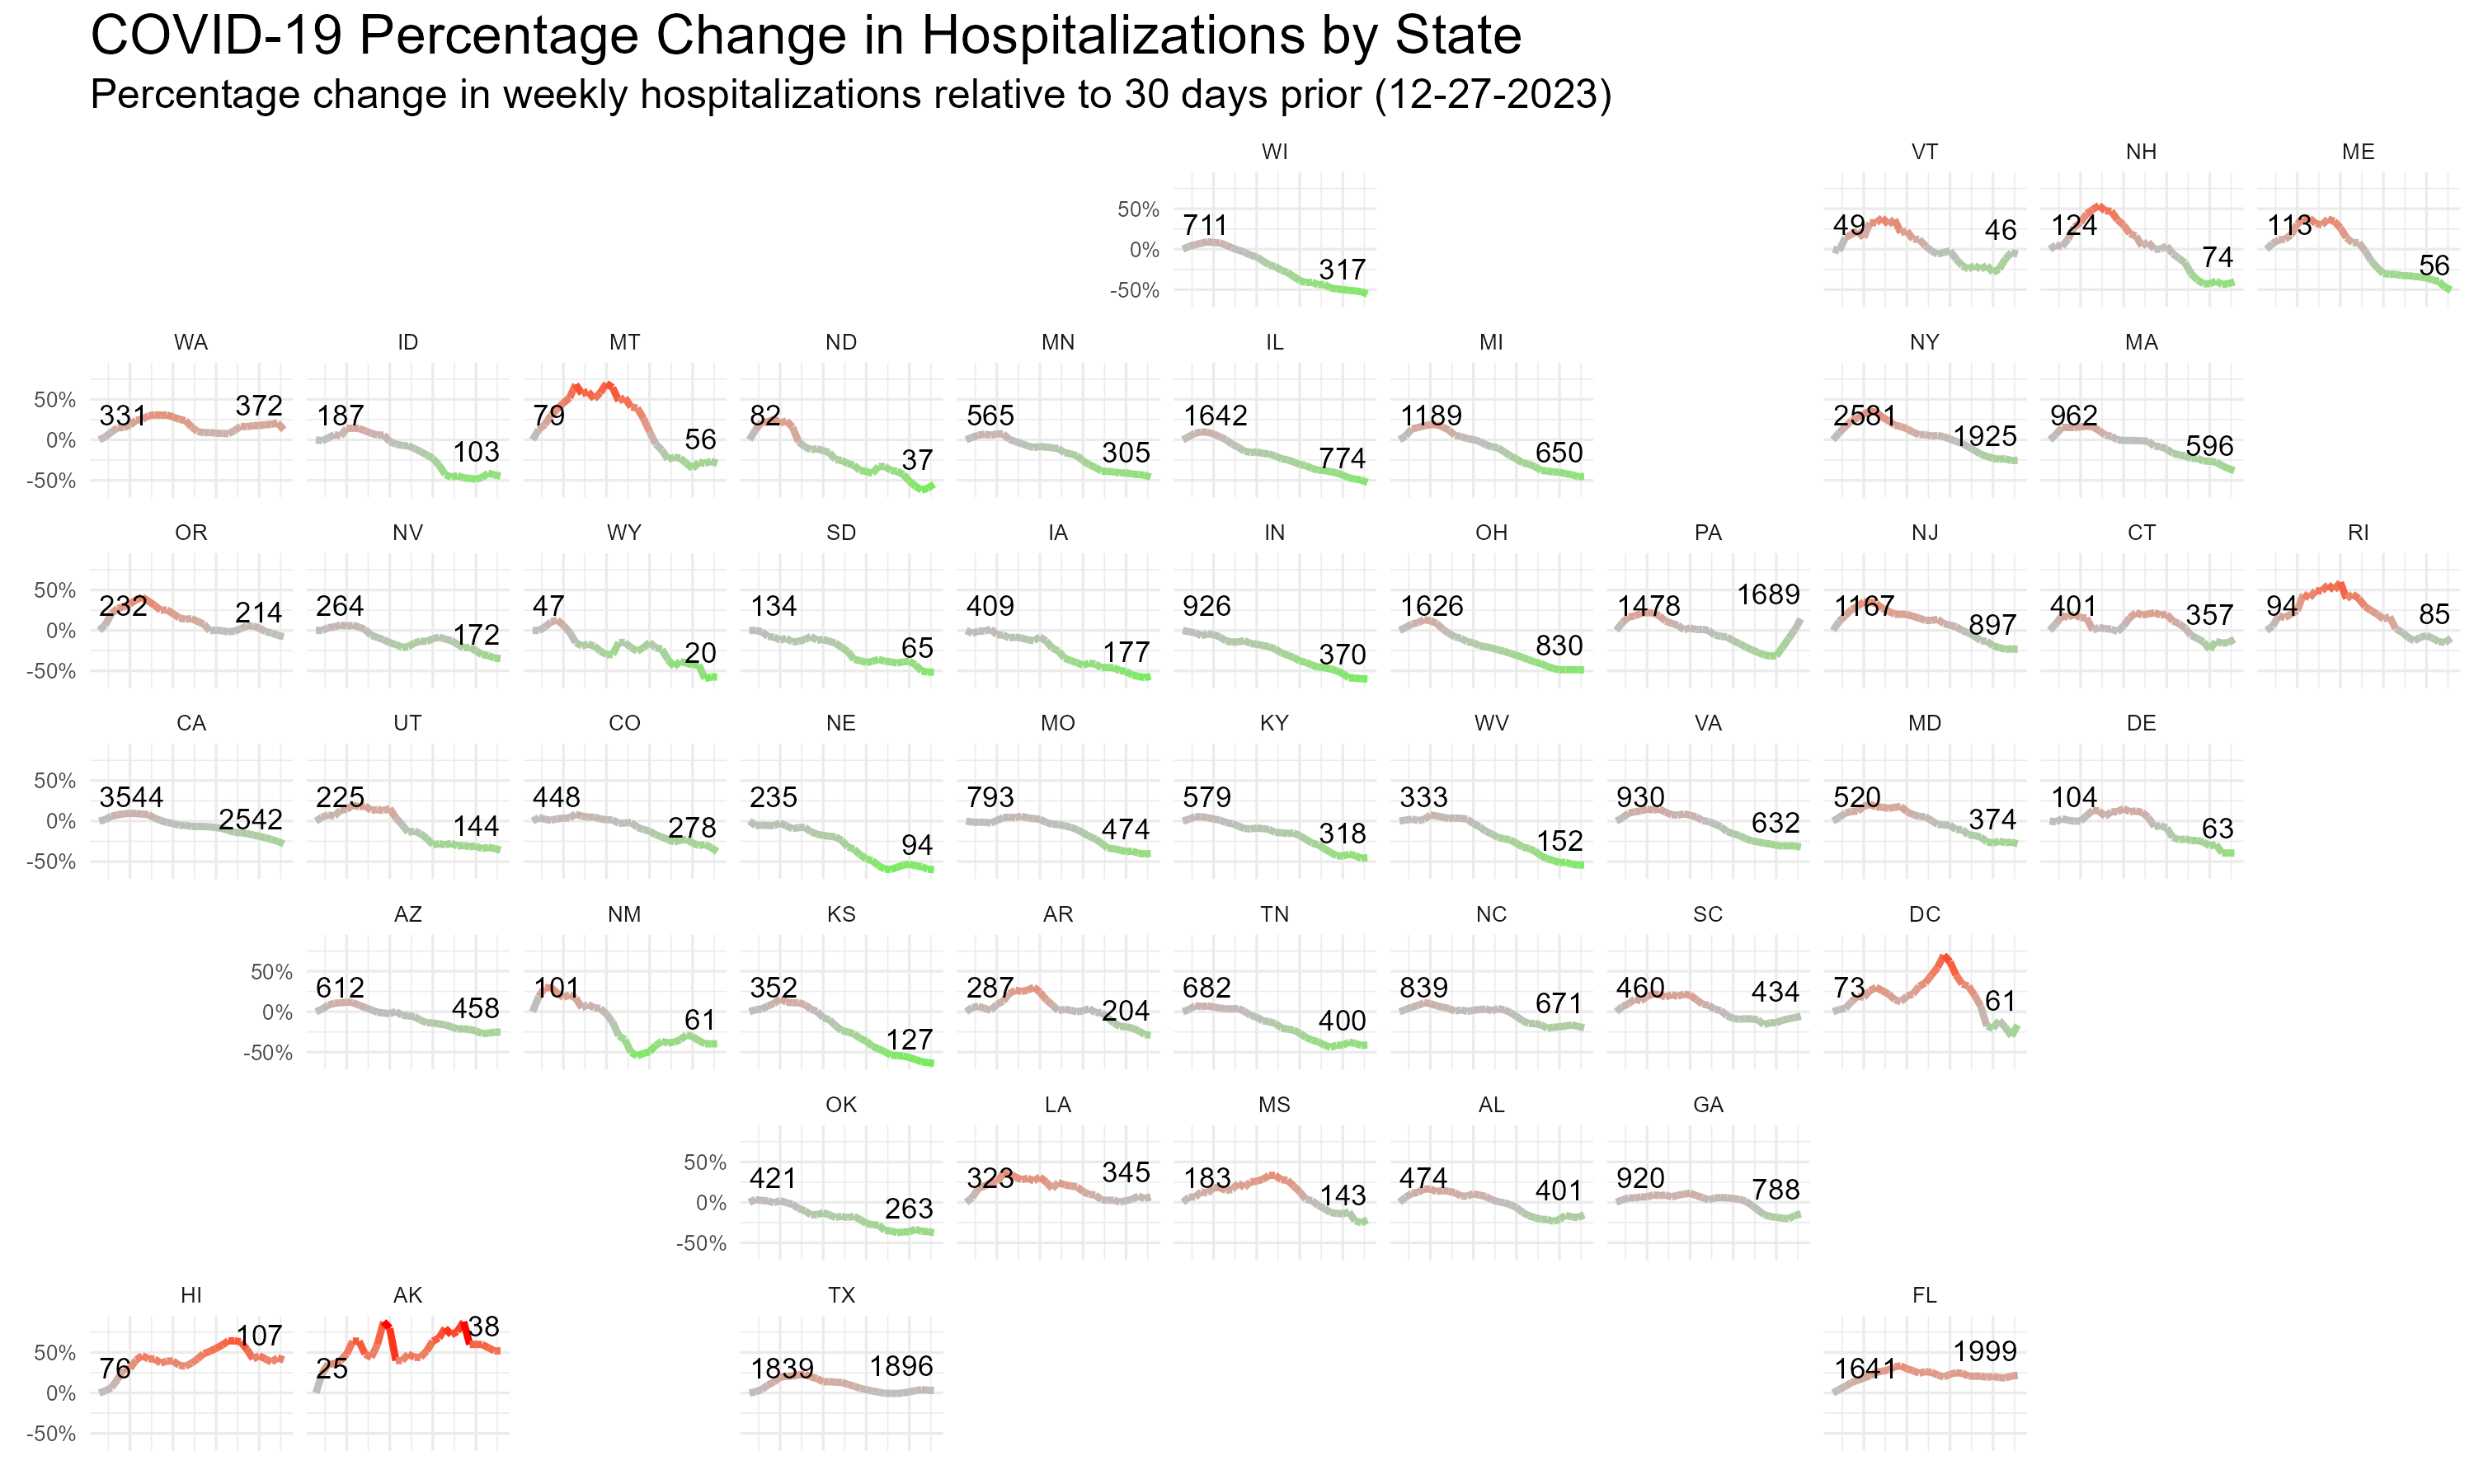 COVID-19 Percentage Change in Hospitalizations by State
Percentage change in weekly hospitalizations relative to 30 days prior (12-27-2023)
WI VT NH ME
50%
0%
-50%
711 317 49 46 124 74 113 56
WA ID MT ND MN IL MI NY MA
50%
0%
-50%
331 372 187 103 79 56 82 37 565 305 1642 774 1189 650 2581 1925 962 596
OR NV WY SD IA IN OH PA NJ CT RI
50%
0%
-50%
232 214 264 172 47 20 134 65 409 177 926 370 1626 830 1478 1689 1167 897 401 357 94 85
CA UT CO NE MO KY WV VA MD DE
50%
0%
-50%
3544 2542 225 144 448 278 235 94 793 474 579 318 333 152 930 632 520 374 104 63
AZ NM KS AR TN NC SC DC
50%
0%
-50%
612 458 101 61 352 127 287 204 682 400 839 671 460 434 73 61
OK LA MS AL GA
50%
0%
-50%
421 263 323 345 183 143 474 401 920 788
HI AK TX FL
50%
0%
-50%
76 107 25 38 1839 1896 1641 1999